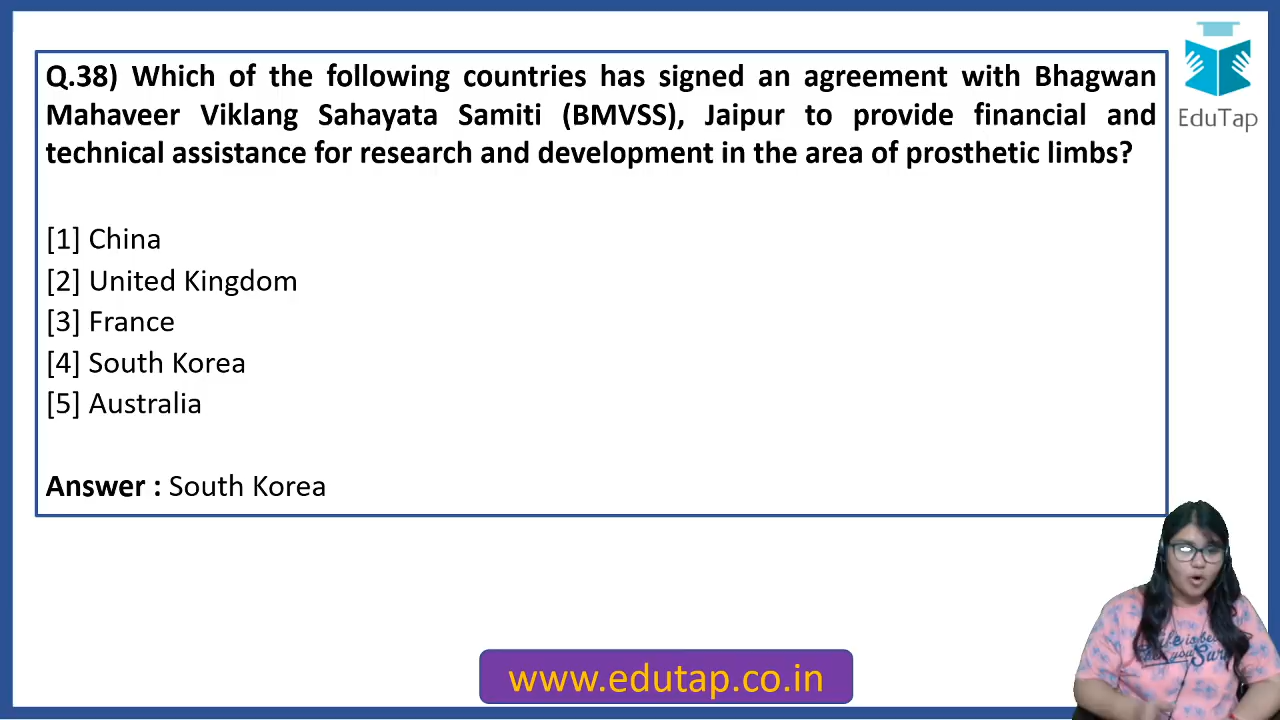 Q.38) Which of the following countries has signed an agreement with Bhagwan
Mahaveer Viklang Sahayata Samiti (BMVSS), Jaipur to provide financial and
technical assistance for research and development in the area of prosthetic limbs?
[1] China
[2] United Kingdom
[3] France
[4] South Korea
[5] Australia
Answer : South Korea
EduTap
www.edutap.co.in